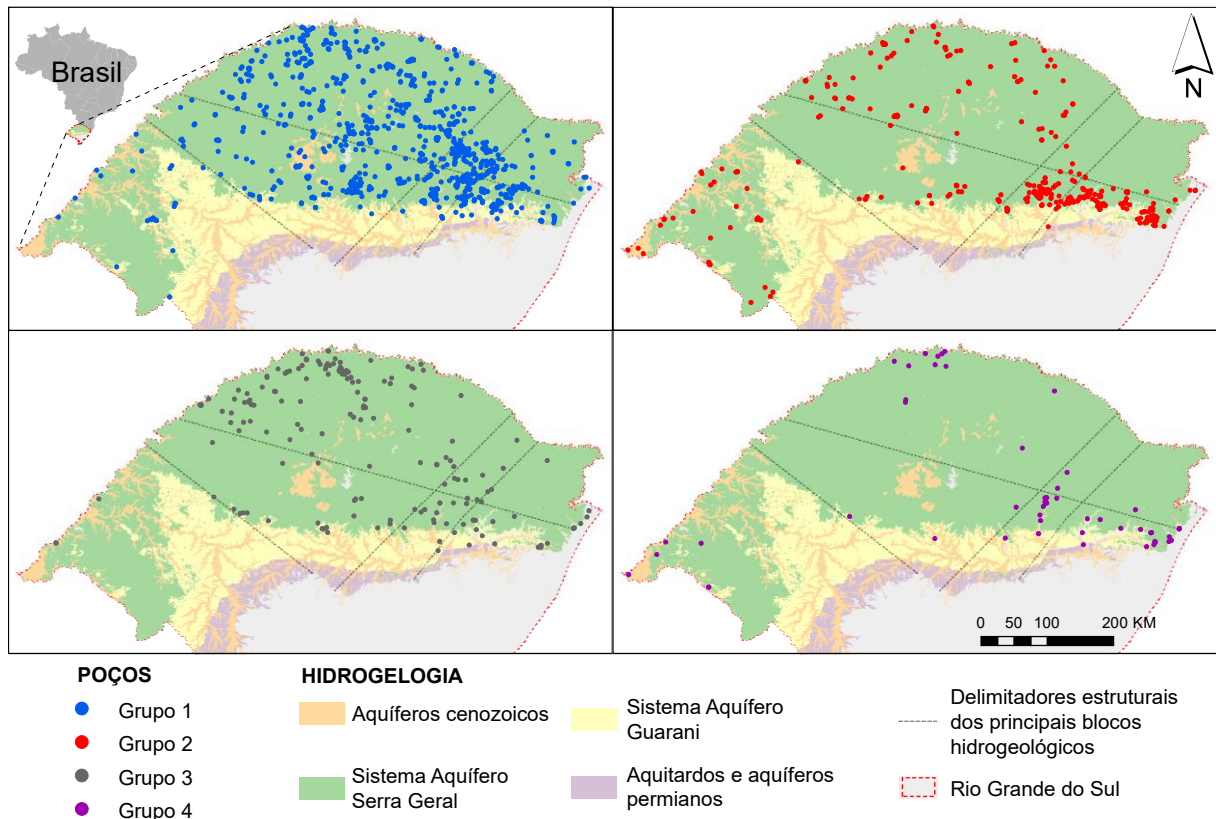 Brasil
N
0 50 100 200 KM
POÇOS
Grupo 1
Grupo 2
Grupo 3
Grupo 4
HIDROGELOGIA
Aquíferos cenozoicos
Sistema Aquífero
Serra Geral
Sistema Aquífero
Guarani
Aquitardos e aquíferos
permianos
Delimitadores estruturais
dos principais blocos
hidrogeológicos
Rio Grande do Sul